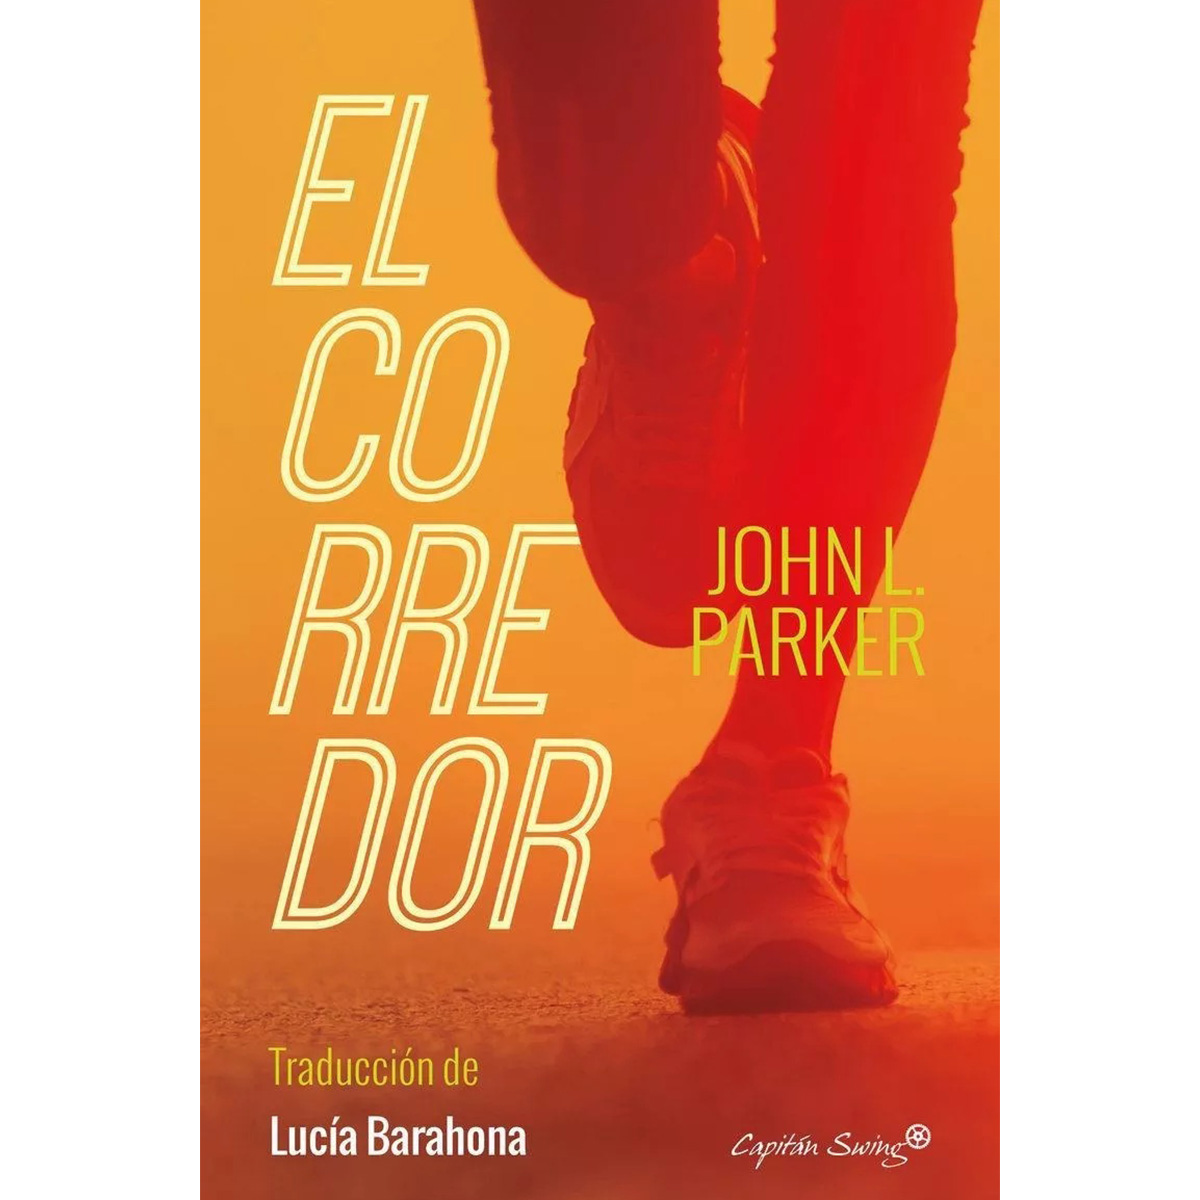 EL
CO
RRE
DOR
JOHN L.
PARKER
Traducción de
Lucía Barahona
Capitán Swing